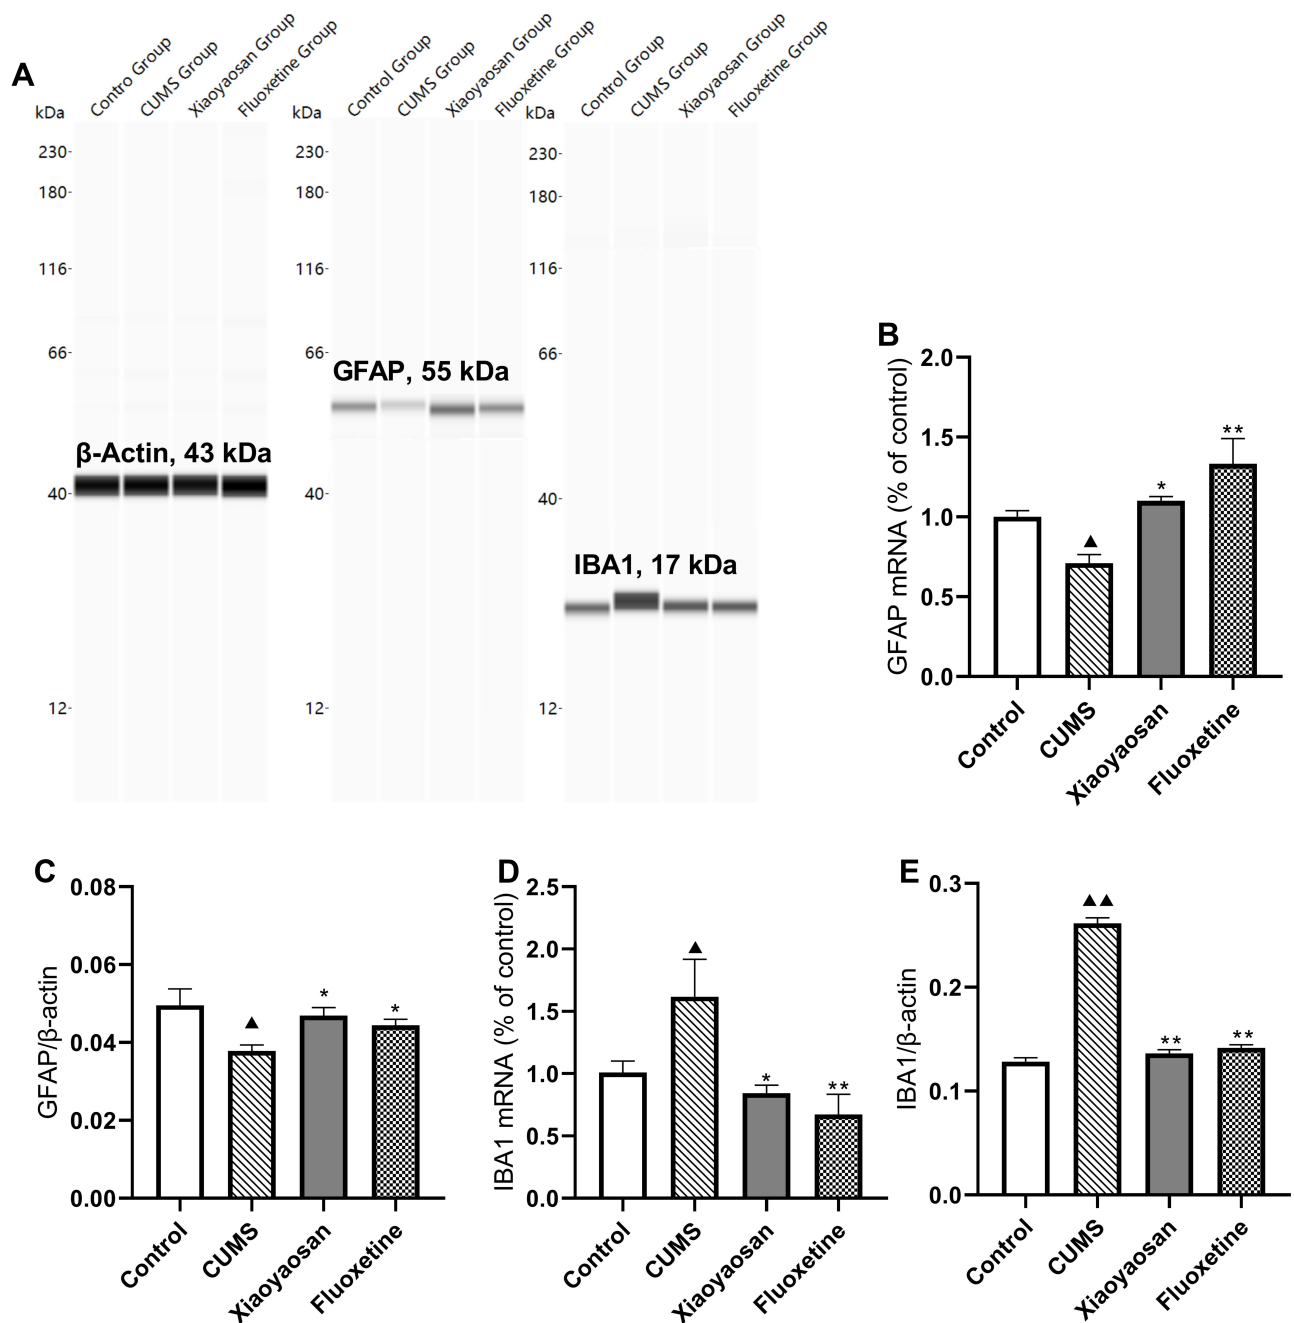 A
kDa
Contro Group
CUMS Group
Xiaoyaosan Group
Fluoxetine Group
230-
180-
116-
66-
β-Actin, 43 kDa
40-
12-
kDa
Control Group
CUMS Group
Xiaoyaosan Group
Fluoxetine Group
230-
180-
116-
66-
GFAP, 55 kDa
40-
12-
kDa
Control Group
CUMS Group
Xiaoyaosan Group
Fluoxetine Group
230-
180-
116-
66-
40-
IBA1, 17 kDa
12-
B
GFAP mRNA (% of control)
2.0
1.5
1.0
0.5
0.0
▲
*
**
Control
CUMS
Xiaoyaosan
Fluoxetine
C
GFAP/β-actin
0.08
0.06
0.04
0.02
0.00
▲
*
*
Control
CUMS
Xiaoyaosan
Fluoxetine
D
IBA1 mRNA (% of control)
2.5
2.0
1.5
1.0
0.5
0.0
▲
*
**
Control
CUMS
Xiaoyaosan
Fluoxetine
E
IBA1/β-actin
0.3
0.2
0.1
0.0
▲▲
**
**
Control
CUMS
Xiaoyaosan
Fluoxetine